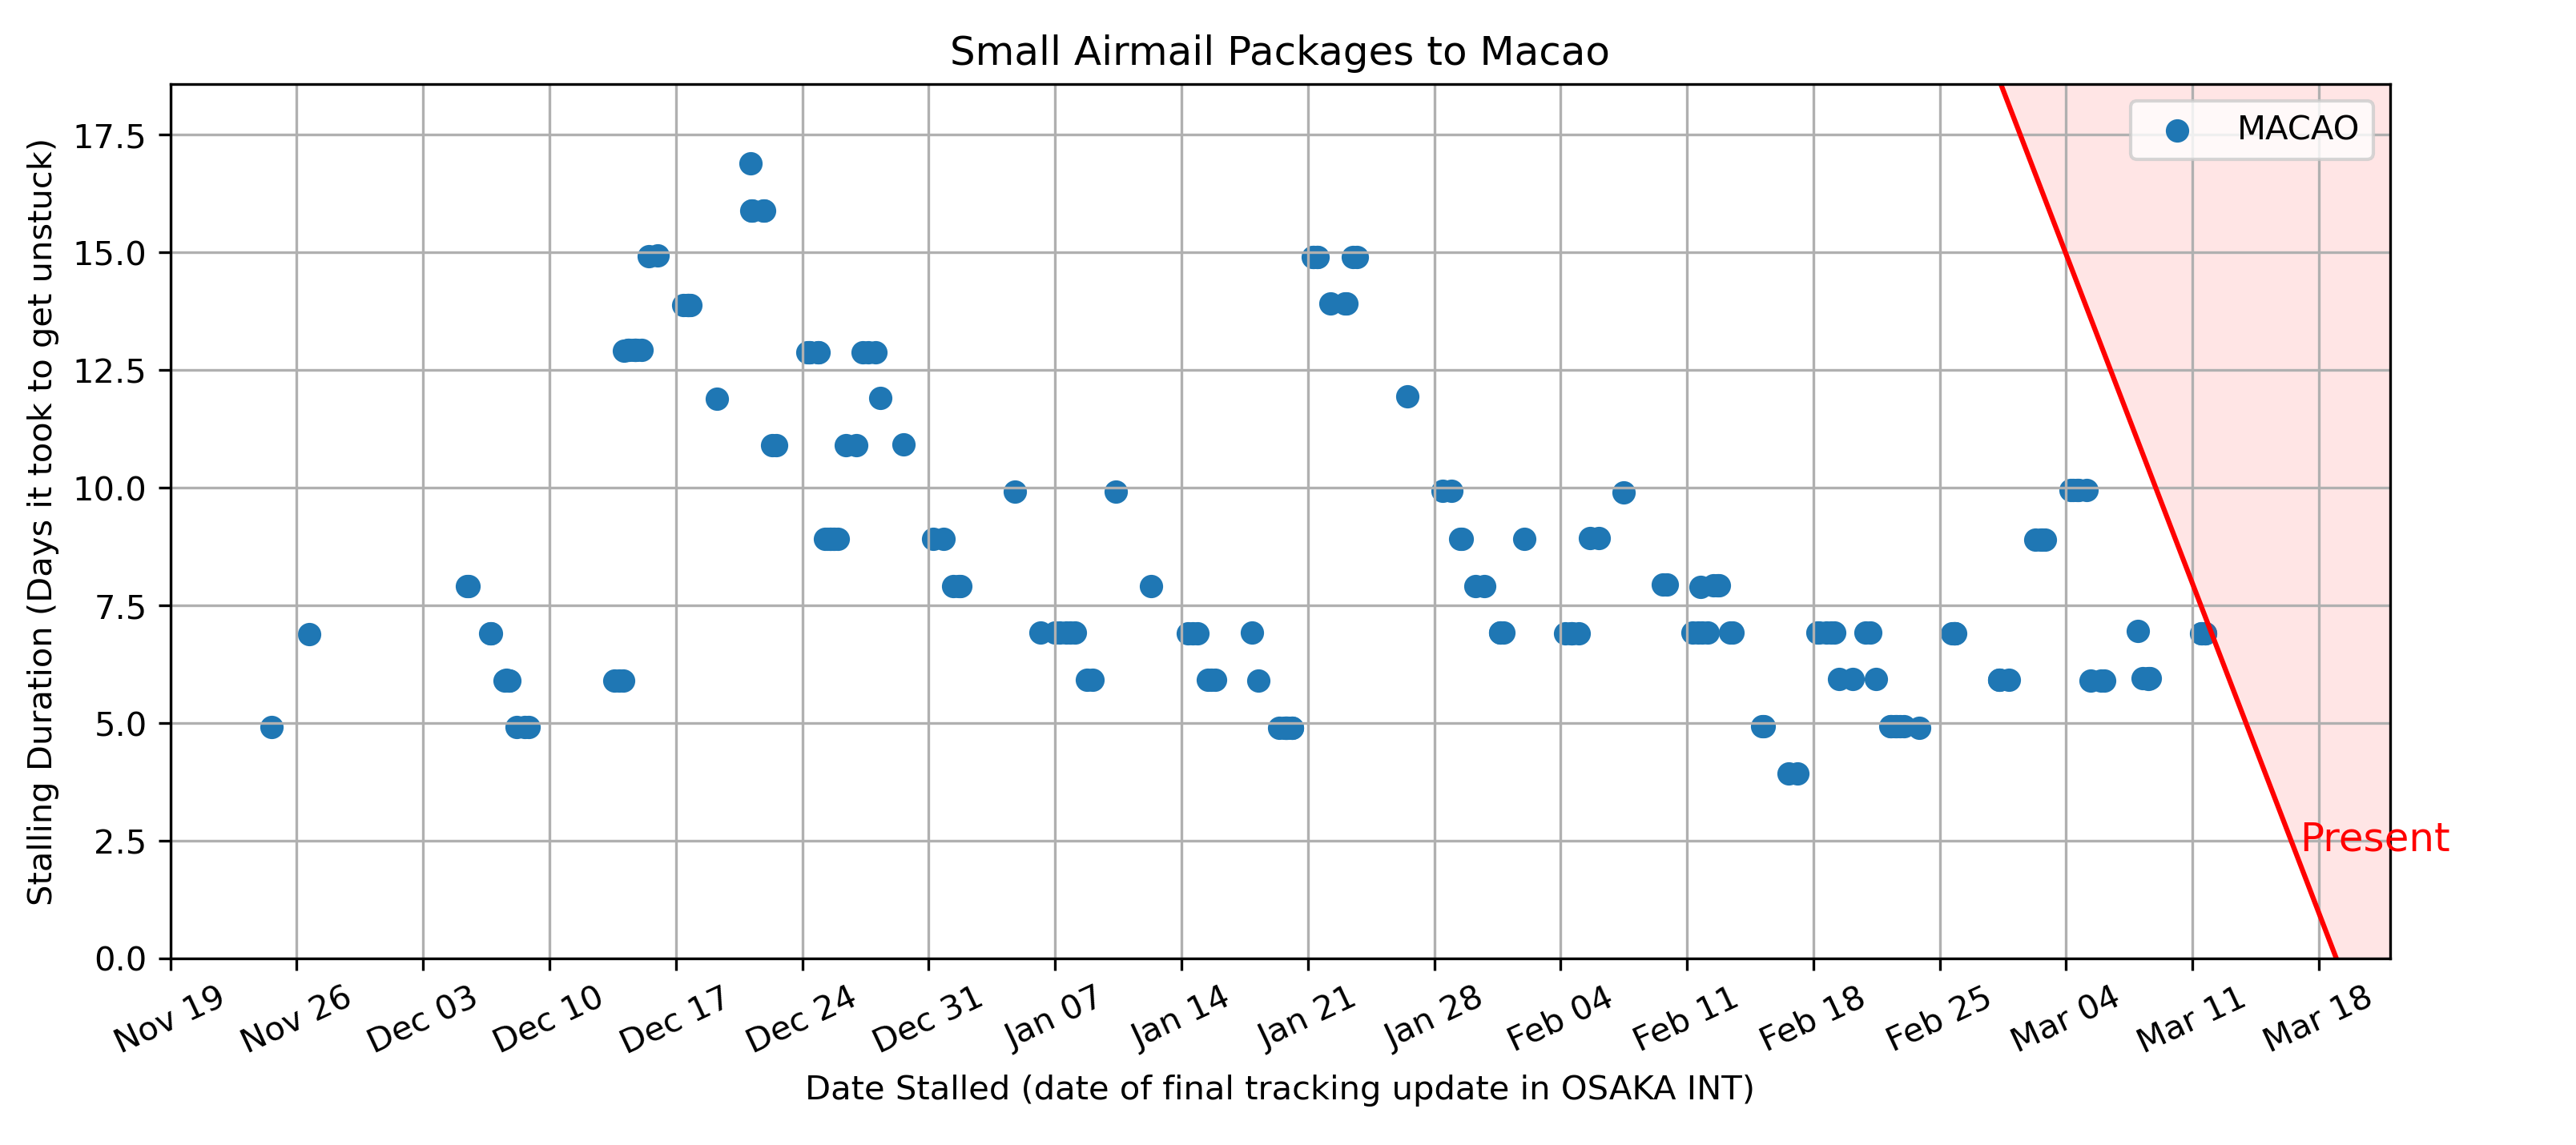 Small Airmail Packages to Macao
MACAO
Stalling Duration (Days it took to get unstuck)
17.5
15.0
12.5
10.0
7.5
5.0
2.5
0.0
Present
Nov 19 Nov 26 Dec 03 Dec 10 Dec 17 Dec 24 Dec 31 Jan 07 Jan 14 Jan 21 Jan 28 Feb 04 Feb 11 Feb 18 Feb 25 Mar 04 Mar 11 Mar 18
Date Stalled (date of final tracking update in OSAKA INT)